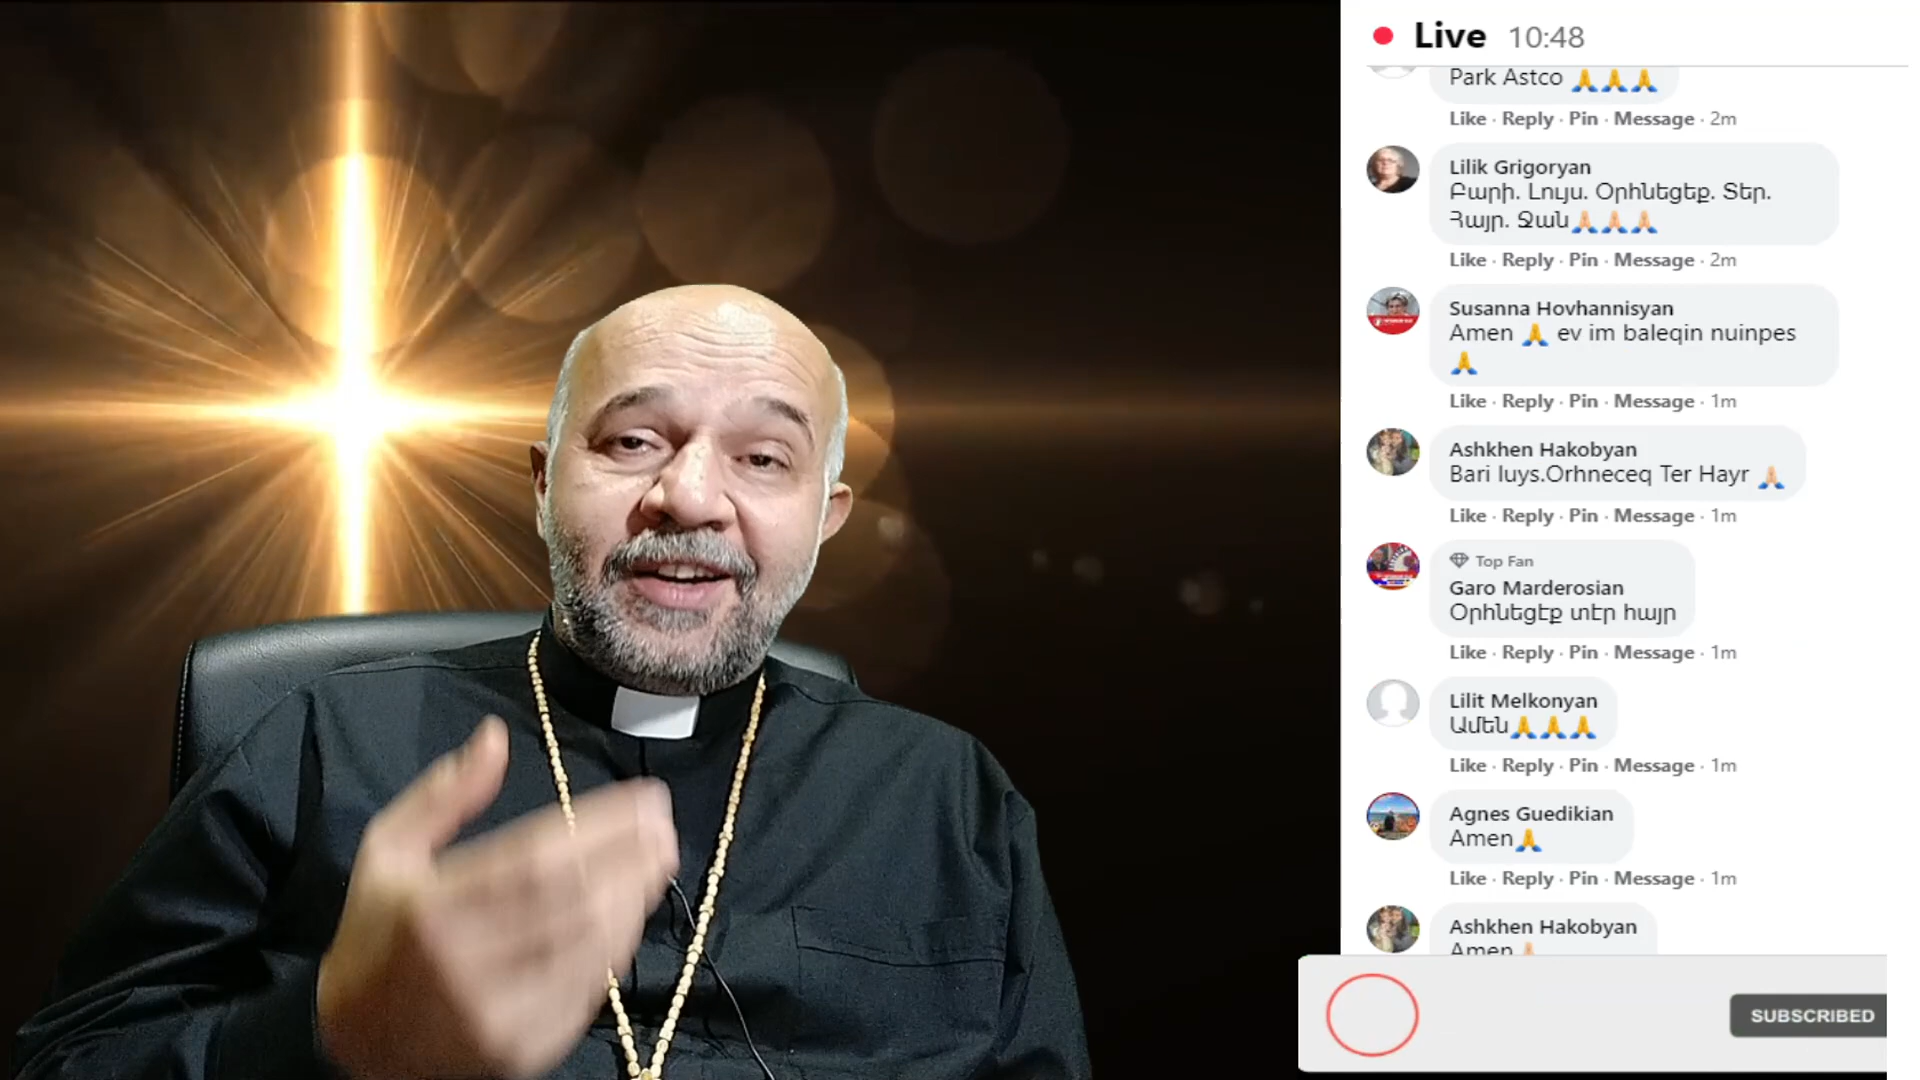 Live 10:48
Park Astco 🙏🙏🙏
Like · Reply · Pin · Message · 2m
Lilik Grigoryan
Բարի. Լույս. Օրհնեցեք. Տեր.
Հայր. Ջան🙏🙏🙏
Like · Reply · Pin · Message · 2m
Susanna Hovhannisyan
Amen 🙏 ev im baleqin nuinpes
🙏
Like · Reply · Pin · Message · 1m
Ashkhen Hakobyan
Bari luys.Orhneceq Ter Hayr 🙏
Like · Reply · Pin · Message · 1m
Top Fan
Garo Marderosian
Օրհնեցէք տէր հայր
Like · Reply · Pin · Message · 1m
Lilit Melkonyan
Ամեն🙏🙏🙏
Like · Reply · Pin · Message · 1m
Agnes Guedikian
Amen🙏
Like · Reply · Pin · Message · 1m
Ashkhen Hakobyan
Amen 🙏
SUBSCRIBED